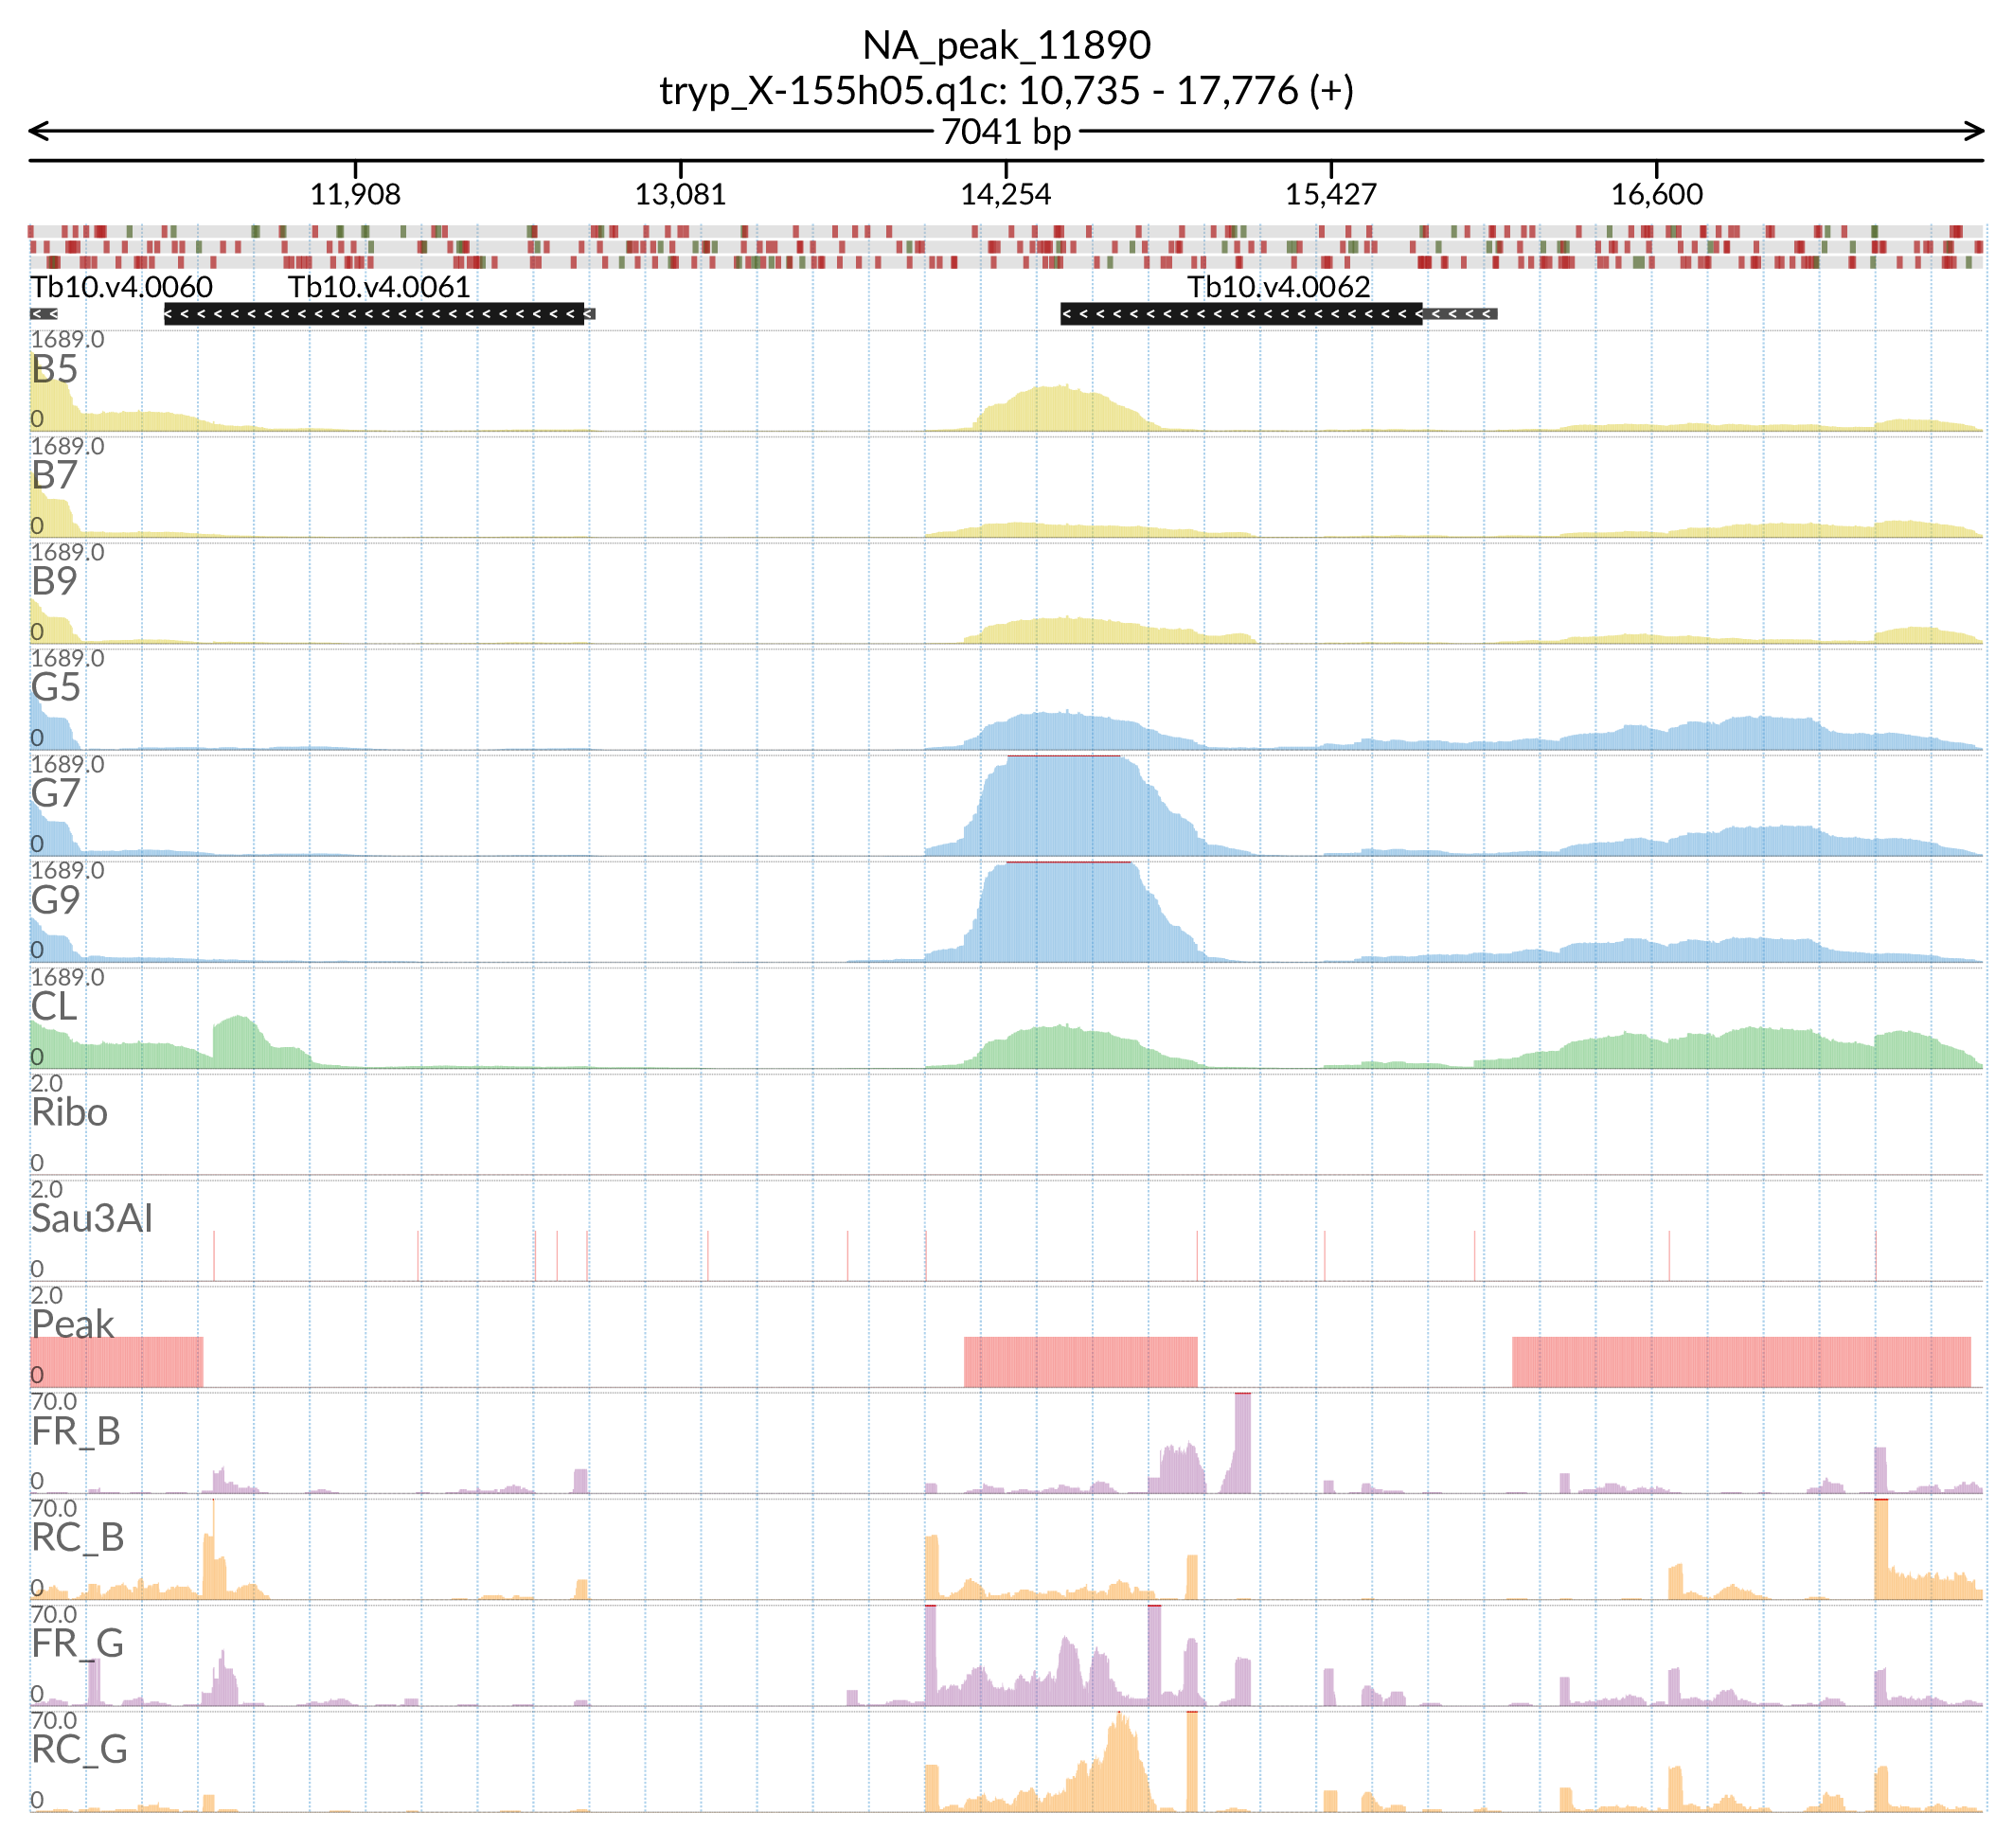 NA_peak_11890
tryp_X-155h05.q1c: 10,735 - 17,776 (+)
7041 bp
11,908 13,081 14,254 15,427 16,600
Tb10.v4.0060 Tb10.v4.0061 Tb10.v4.0062
1689.0
B5
0
1689.0
B7
0
1689.0
B9
0
1689.0
G5
0
1689.0
G7
0
1689.0
G9
0
1689.0
CL
0
2.0
Ribo
0
2.0
Sau3AI
0
2.0
Peak
0
70.0
FR_B
0
70.0
RC_B
0
70.0
FR_G
0
70.0
RC_G
0